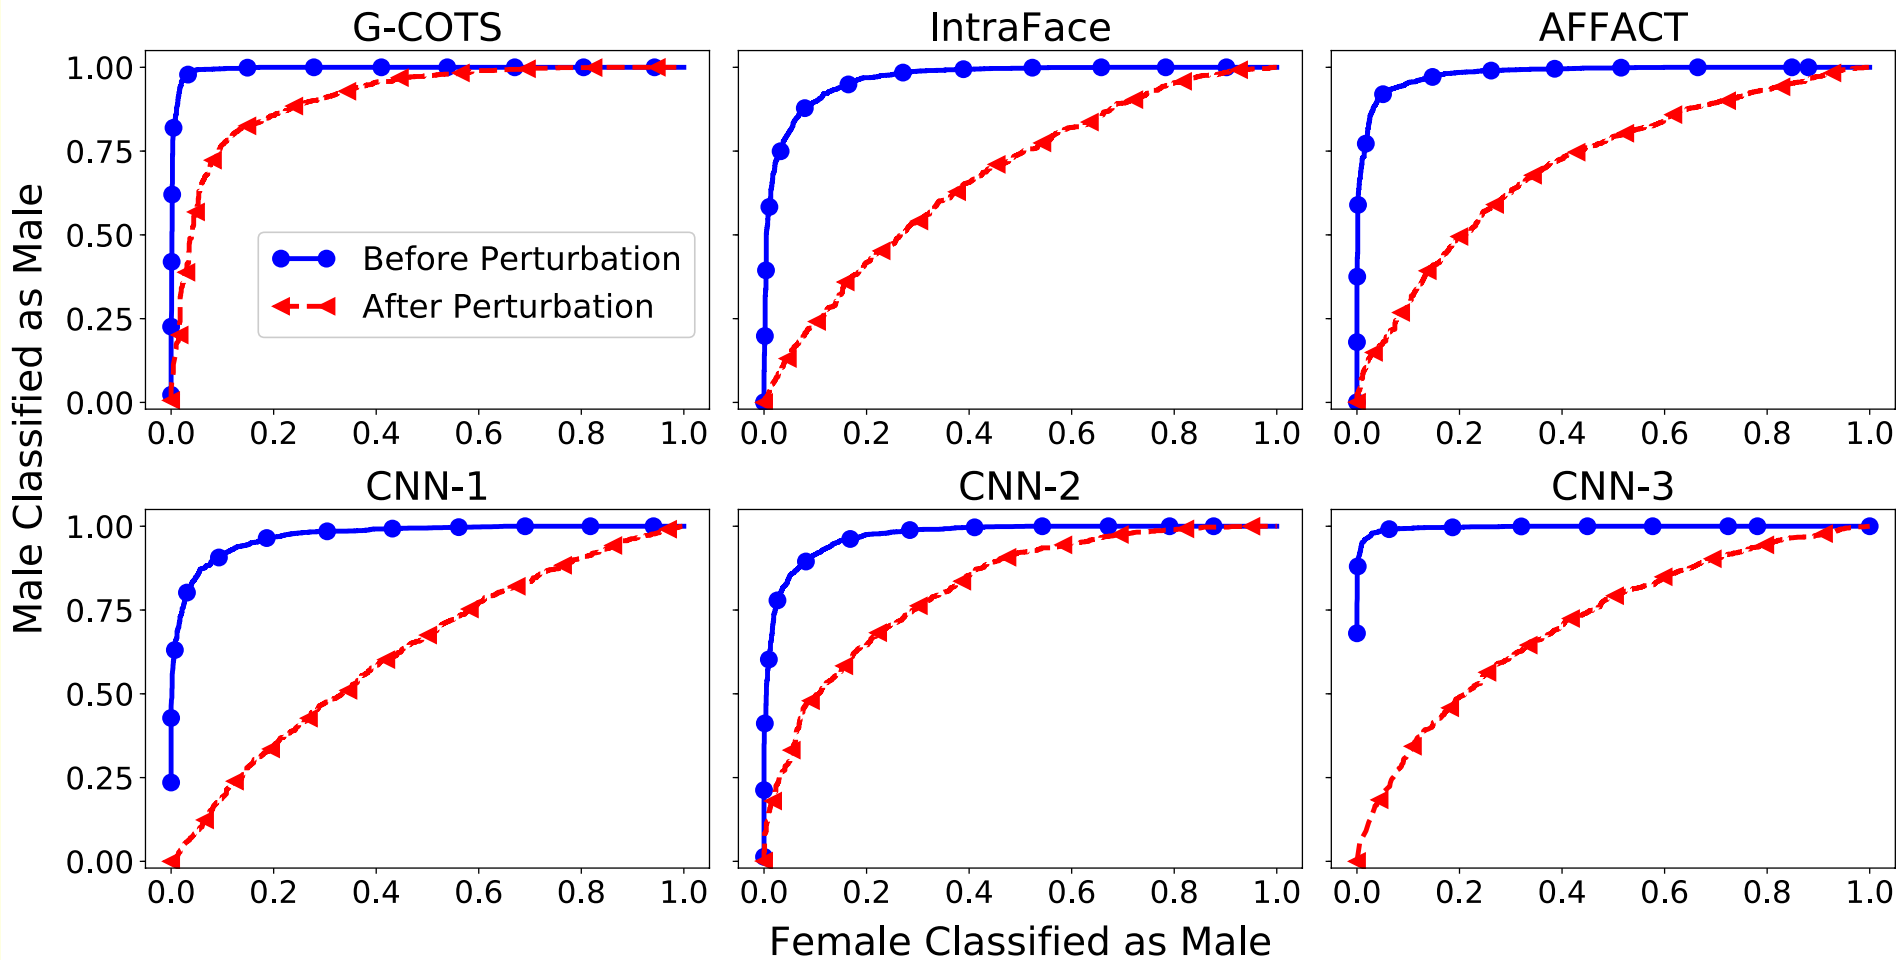 G-COTS IntraFace AFFACT
Male Classified as Male
1.00
0.75
0.50
0.25
0.00
Before Perturbation
After Perturbation
0.0 0.2 0.4 0.6 0.8 1.0 0.0 0.2 0.4 0.6 0.8 1.0 0.0 0.2 0.4 0.6 0.8 1.0
CNN-1 CNN-2 CNN-3
1.00
0.75
0.50
0.25
0.00
0.0 0.2 0.4 0.6 0.8 1.0 0.0 0.2 0.4 0.6 0.8 1.0 0.0 0.2 0.4 0.6 0.8 1.0
Female Classified as Male